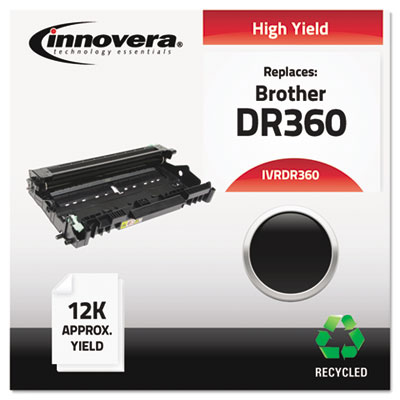 innovera
technology essentials
High Yield
Replaces:
Brother
DR360
IVRDR360
12K
APPROX.
YIELD
RECYCLED